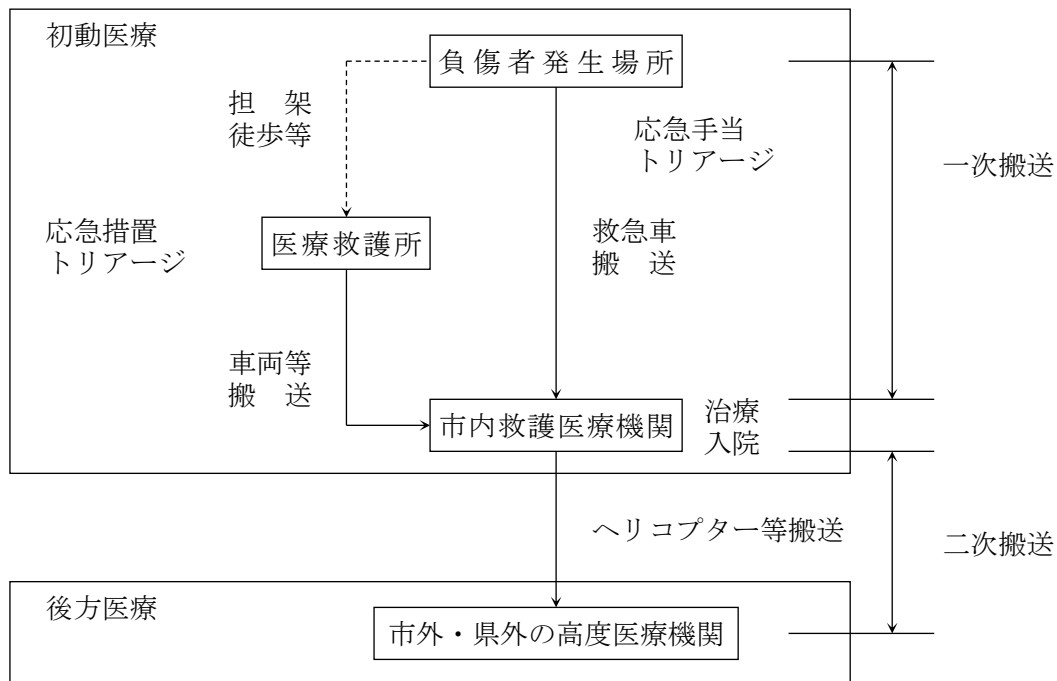 初動医療
負傷者発生場所
担　架
徒歩等
応急手当
トリアージ
一次搬送
応急措置
トリアージ
医療救護所
救急車
搬　送
車両等
搬　送
市内救護医療機関
治療
入院
ヘリコプター等搬送
二次搬送
後方医療
市外・県外の高度医療機関